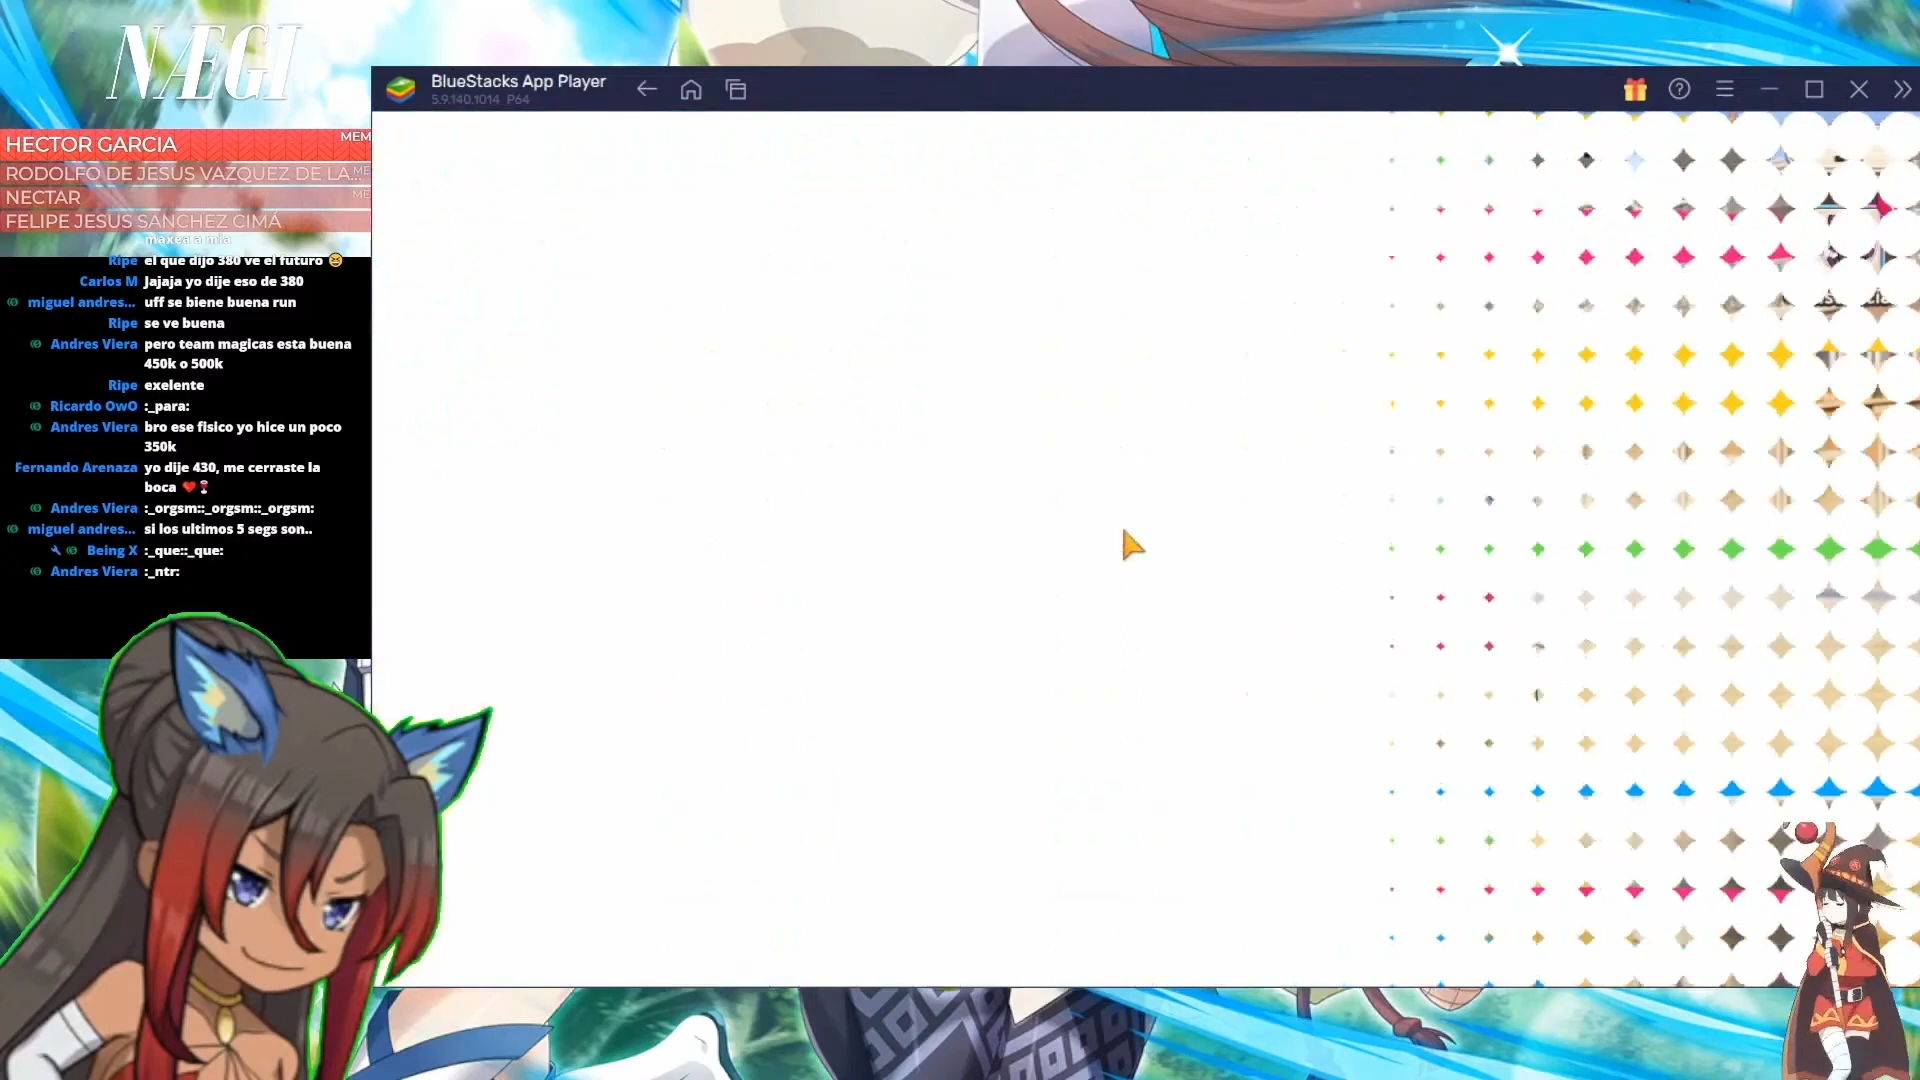 NÆGI
BlueStacks App Player
5.9.140.1014 P64
HECTOR GARCIA MEM
RODOLFO DE JESUS VAZQUEZ DE LA... ME
NECTAR ME
FELIPE JESUS SANCHEZ CIMÁ
maxea a mia
Ripe el que dijo 380 ve el futuro 😆
Carlos M Jajaja yo dije eso de 380
miguel andres... uff se biene buena run
Ripe se ve buena
Andres Viera pero team magicas esta buena
450k o 500k
Ripe exelente
Ricardo OwO :_para:
Andres Viera bro ese fisico yo hice un poco
350k
Fernando Arenaza yo dije 430, me cerraste la
boca ❤️🍷
Andres Viera :_orgsm::_orgsm::_orgsm:
miguel andres... si los ultimos 5 segs son..
Being X :_que::_que:
Andres Viera :_ntr: